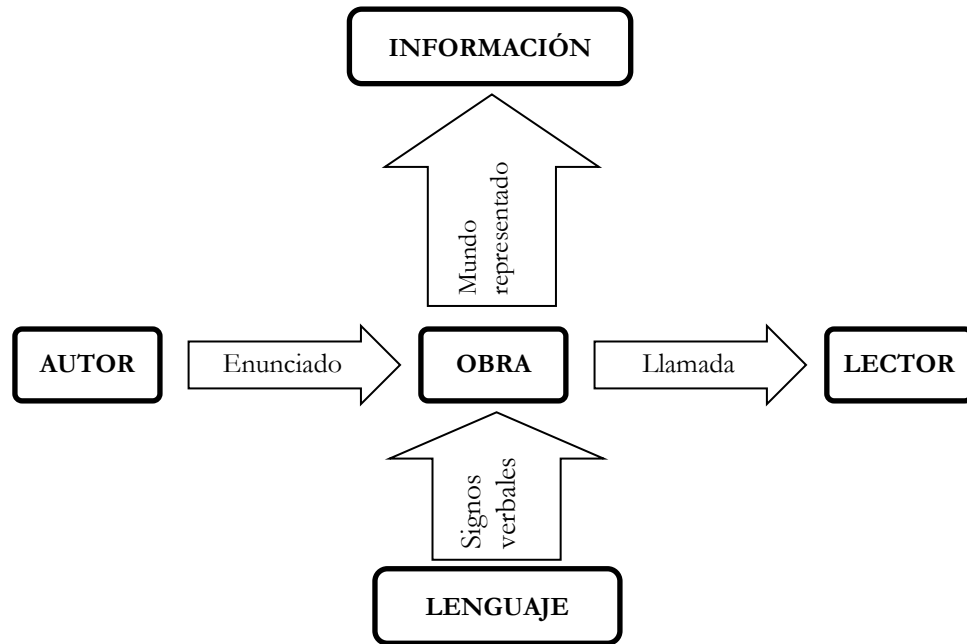 INFORMACIÓN
Mundo
representado
AUTOR
Enunciado
OBRA
Llamada
LECTOR
Signos
verbales
LENGUAJE